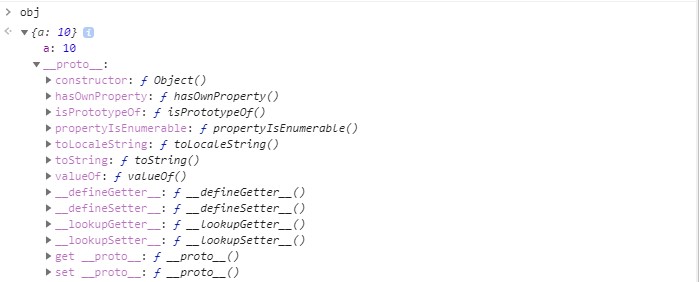 > obj
{a: 10} i
a: 10
__proto__:
constructor: ƒ Object()
hasOwnProperty: ƒ hasOwnProperty()
isPrototypeOf: ƒ isPrototypeOf()
propertyIsEnumerable: ƒ propertyIsEnumerable()
toLocaleString: ƒ toLocaleString()
toString: ƒ toString()
valueOf: ƒ valueOf()
__defineGetter__: ƒ __defineGetter__()
__defineSetter__: ƒ __defineSetter__()
__lookupGetter__: ƒ __lookupGetter__()
__lookupSetter__: ƒ __lookupSetter__()
get __proto__: ƒ __proto__()
set __proto__: ƒ __proto__()